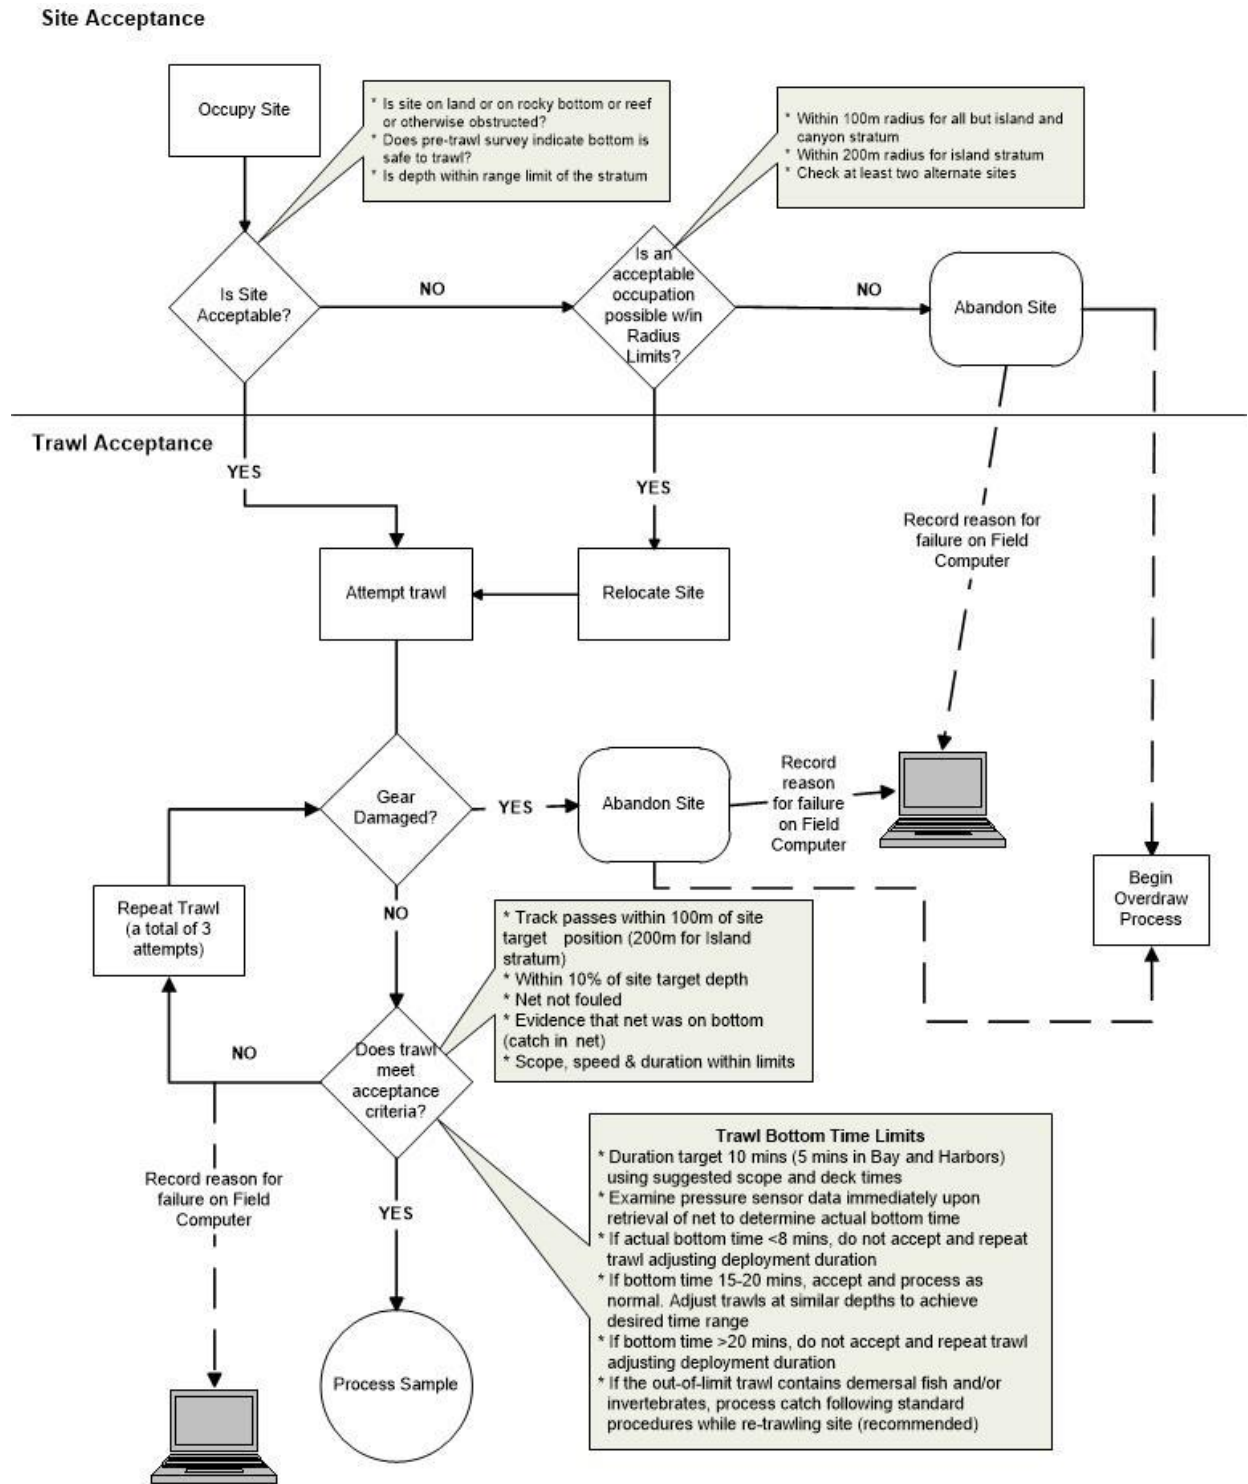 Site Acceptance
Occupy Site
* Is site on land or on rocky bottom or reef
or otherwise obstructed?
* Does pre-trawl survey indicate bottom is
safe to trawl?
* Is depth within range limit of the stratum
* Within 100m radius for all but island and
canyon stratum
* Within 200m radius for island stratum
* Check at least two alternate sites
Is Site
Acceptable?
NO
Is an
acceptable
occupation
possible w/in
Radius
Limits?
NO
Abandon Site
Trawl Acceptance
YES
YES
Record reason for
failure on Field
Computer
Attempt trawl
Relocate Site
Gear
Damaged?
YES
Abandon Site
Record
reason
for failure
on Field
Computer
Begin
Overdraw
Process
Repeat Trawl
(a total of 3
attempts)
NO
* Track passes within 100m of site
target position (200m for Island
stratum)
* Within 10% of site target depth
* Net not fouled
* Evidence that net was on bottom
(catch in net)
* Scope, speed & duration within limits
NO
Does trawl
meet
acceptance
criteria?
Record reason for
failure on Field
Computer
YES
Trawl Bottom Time Limits
* Duration target 10 mins (5 mins in Bay and Harbors)
using suggested scope and deck times
* Examine pressure sensor data immediately upon
retrieval of net to determine actual bottom time
* If actual bottom time <8 mins, do not accept and repeat
trawl adjusting deployment duration
* If bottom time 15-20 mins, accept and process as
normal. Adjust trawls at similar depths to achieve
desired time range
* If bottom time >20 mins, do not accept and repeat trawl
adjusting deployment duration
* If the out-of-limit trawl contains demersal fish and/or
invertebrates, process catch following standard
procedures while re-trawling site (recommended)
Process Sample